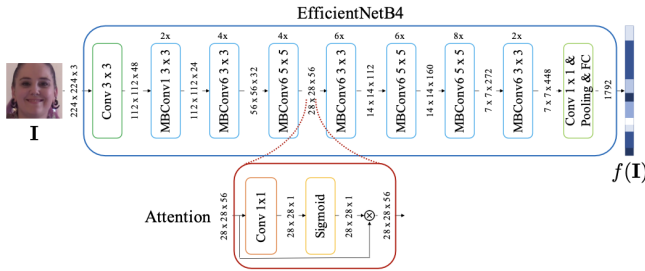 EfficientNetB4
2x
4x
4x
6x
6x
8x
2x
I
224 x 224 x 3
Conv 3 x 3
112 x 112 x 48
MBConv1 3 x 3
112 x 112 x 24
MBConv6 3 x 3
56 x 56 x 32
MBConv6 5 x 5
28 x 28 x 56
MBConv6 3 x 3
14 x 14 x 112
MBConv6 5 x 5
14 x 14 x 160
MBConv6 5 x 5
7 x 7 x 272
MBConv6 3 x 3
7 x 7 x 448
Conv 1 x 1 &
Pooling & FC
1792
f(I)
Attention
28 x 28 x 56
Conv 1x1
28 x 28 x 1
Sigmoid
28 x 28 x 1
⊗
28 x 28 x 56